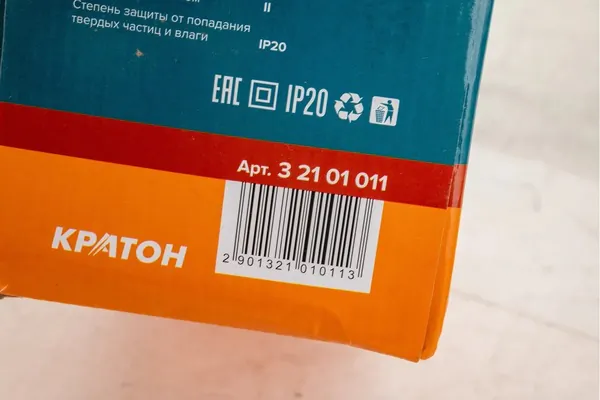 II
Степень защиты от попадания
твердых частиц и влаги
IP20
EAC IP20
Арт. 3 21 01 011
КРАТОН
2 901321 010113